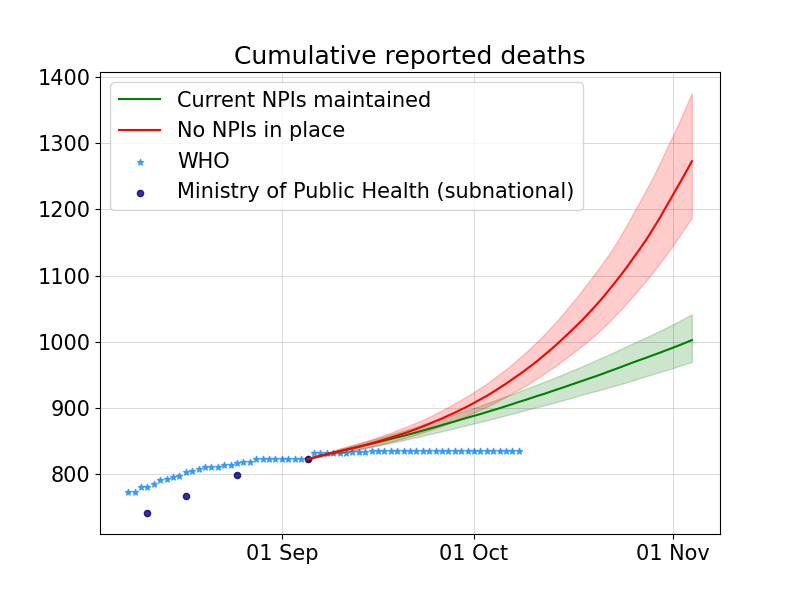 Cumulative reported deaths
1400
1300
1200
1100
1000
900
800
Current NPIs maintained
No NPIs in place
WHO
Ministry of Public Health (subnational)
01 Sep
01 Oct
01 Nov